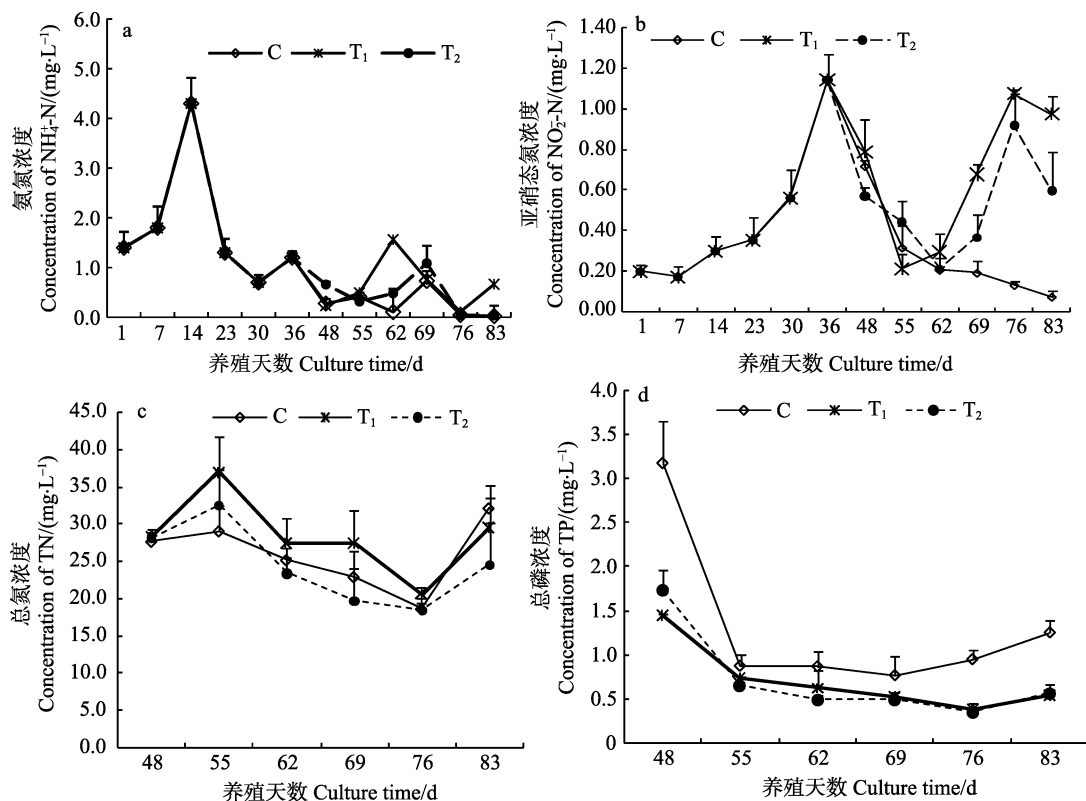 a
C T₁ T₂
氨氮浓度
Concentration of NH₄⁺-N/(mg·L⁻¹)
6.0
5.0
4.0
3.0
2.0
1.0
0.0
1 7 14 23 30 36 48 55 62 69 76 83
养殖天数 Culture time/d
b
C T₁ T₂
亚硝态氮浓度
Concentration of NO₂⁻-N/(mg·L⁻¹)
1.40
1.20
1.00
0.80
0.60
0.40
0.20
0.00
1 7 14 23 30 36 48 55 62 69 76 83
养殖天数 Culture time/d
c
C T₁ T₂
总氮浓度
Concentration of TN/(mg·L⁻¹)
45.0
40.0
35.0
30.0
25.0
20.0
15.0
10.0
5.0
0.0
48 55 62 69 76 83
养殖天数 Culture time/d
d
C T₁ T₂
总磷浓度
Concentration of TP/(mg·L⁻¹)
4.0
3.5
3.0
2.5
2.0
1.5
1.0
0.5
0
48 55 62 69 76 83
养殖天数 Culture time/d